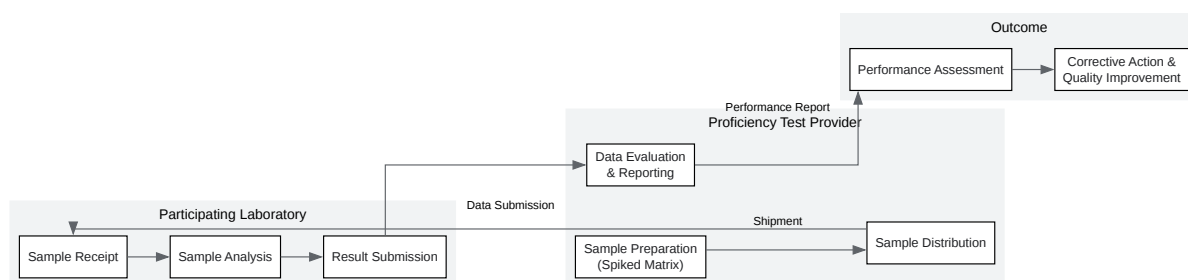 Outcome
Performance Assessment
Corrective Action &
Quality Improvement
Performance Report
Proficiency Test Provider
Data Evaluation
& Reporting
Data Submission
Participating Laboratory
Shipment
Sample Receipt
Sample Analysis
Result Submission
Sample Preparation
(Spiked Matrix)
Sample Distribution